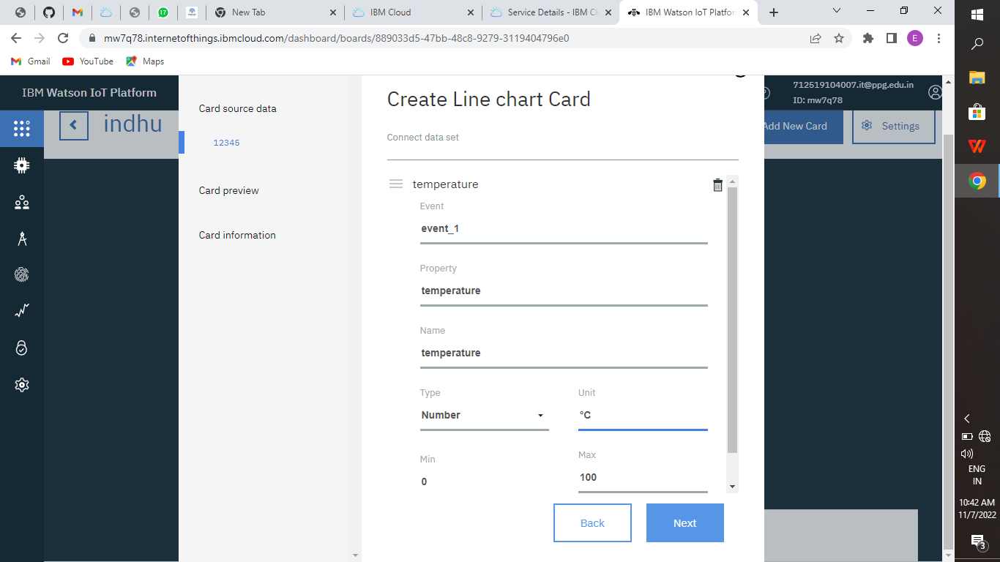 17
New Tab
IBM Cloud
Service Details - IBM Cl
IBM Watson IoT Platfor
mw7q78.internetofthings.ibmcloud.com/dashboard/boards/889033d5-47bb-48c8-9279-3119404796e0
E
Gmail
YouTube
Maps
IBM Watson IoT Platform
712519104007.it@ppg.edu.in
ID: mw7q78
indhu
Add New Card
Settings
Card source data
12345
Card preview
Card information
Create Line chart Card
Connect data set
temperature
Event
event_1
Property
temperature
Name
temperature
Type
Unit
Number
°C
Min
Max
0
100
Back
Next
ENG
IN
10:42 AM
11/7/2022
3